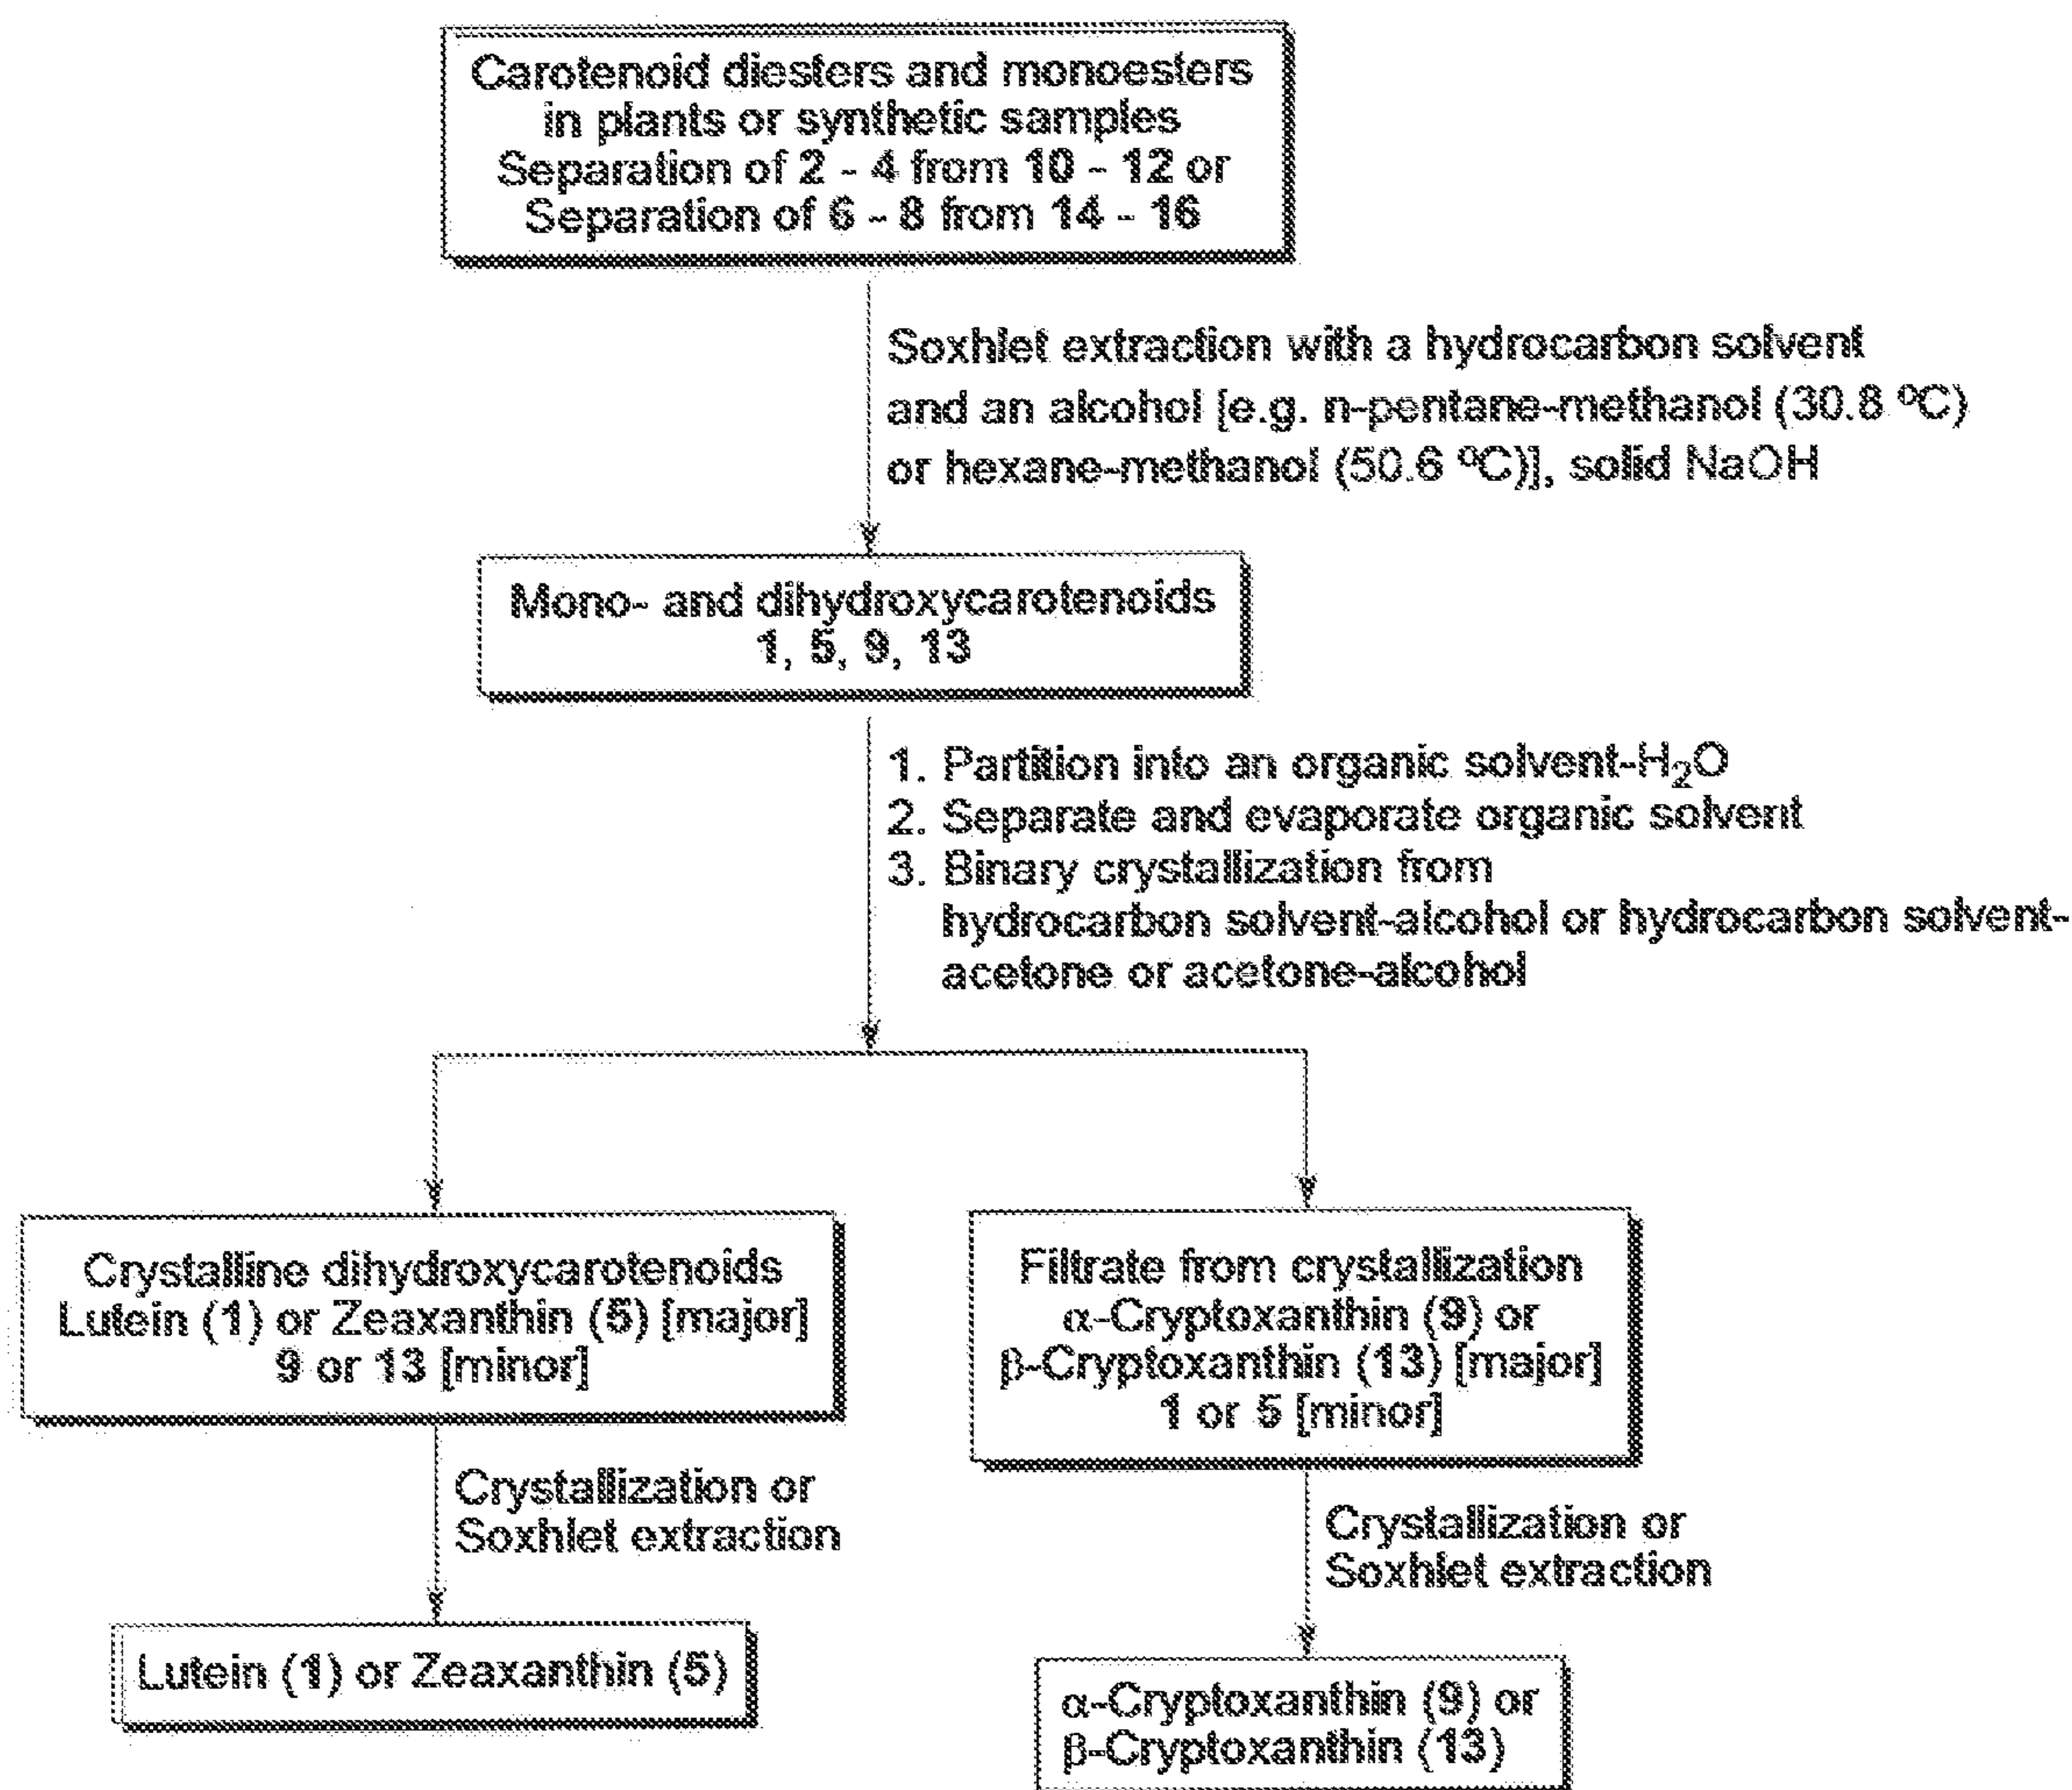 Carotenoid diesters and monoesters
in plants or synthetic samples
Separation of 2 - 4 from 10 - 12 or
Separation of 6 - 8 from 14 - 16
Soxhlet extraction with a hydrocarbon solvent
and an alcohol [e.g. n-pentane-methanol (30.8 ºC)
or hexane-methanol (50.6 ºC)], solid NaOH
Mono- and dihydroxycarotenoids
1, 5, 9, 13
1. Partition into an organic solvent-H₂O
2. Separate and evaporate organic solvent
3. Binary crystallization from
hydrocarbon solvent-alcohol or hydrocarbon solvent-
acetone or acetone-alcohol
Crystalline dihydroxycarotenoids
Lutein (1) or Zeaxanthin (5) [major]
9 or 13 [minor]
Filtrate from crystallization
α-Cryptoxanthin (9) or
β-Cryptoxanthin (13) [major]
1 or 5 [minor]
Crystallization or
Soxhlet extraction
Crystallization or
Soxhlet extraction
Lutein (1) or Zeaxanthin (5)
α-Cryptoxanthin (9) or
β-Cryptoxanthin (13)